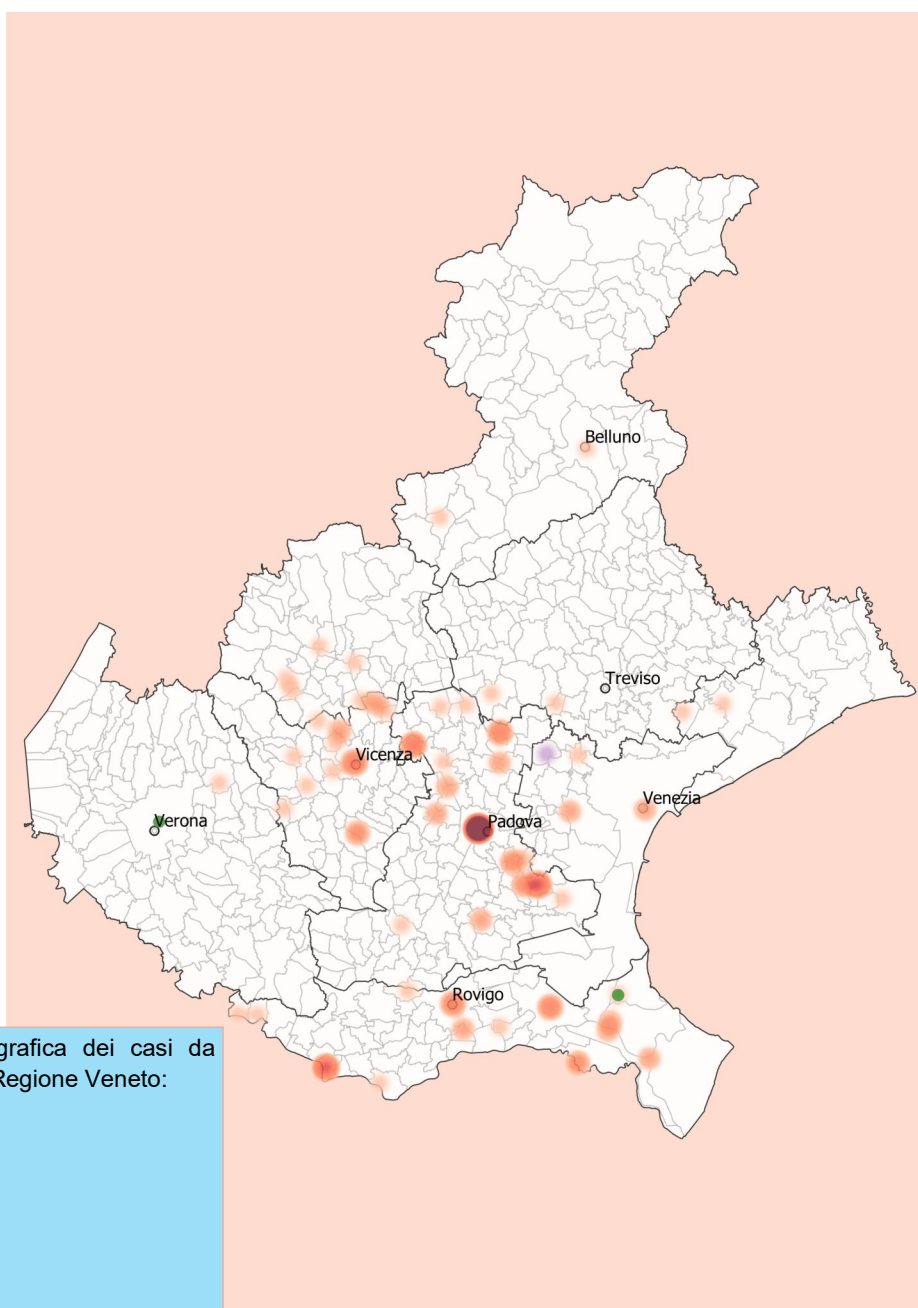 Belluno
Treviso
Vicenza
Venezia
Verona
Padova
Rovigo
grafica dei casi da
Regione Veneto: